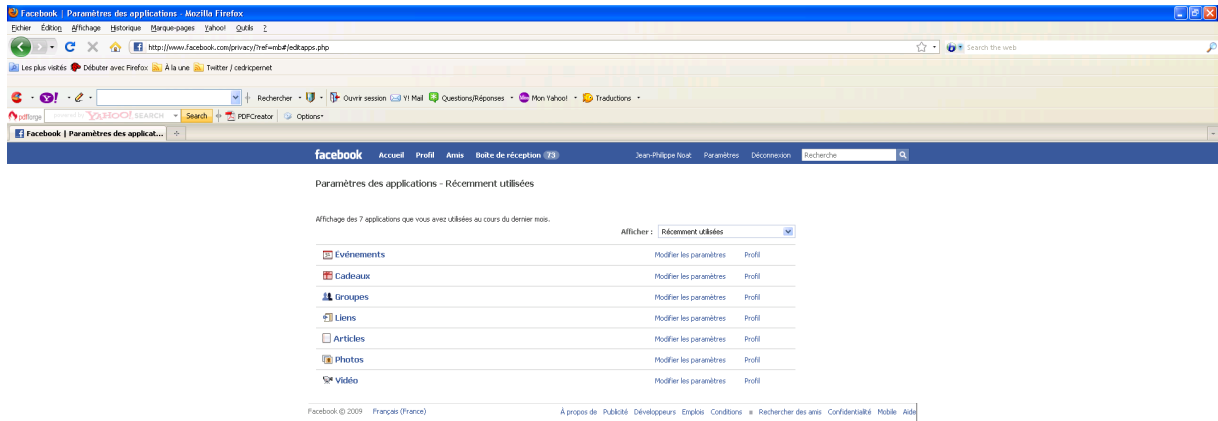 Facebook | Paramètres des applications - Mozilla Firefox
Fichier Édition Affichage Historique Marque-pages Yahoo! Outils ?
http://www.facebook.com/privacy/?ref=mb#/editapps.php Search the web
Les plus visités Débuter avec Firefox À la une Twitter / cedricpernet
Rechercher Ouvrir session Y! Mail Questions/Réponses Mon Yahoo! Traductions
pdfforge powered by YAHOO! SEARCH Search PDFCreator Options
Facebook | Paramètres des applicat...
facebook Accueil Profil Amis Boîte de réception 73 Jean-Philippe Noat Paramètres Déconnexion Recherche
Paramètres des applications - Récemment utilisées
Affichage des 7 applications que vous avez utilisées au cours du dernier mois.
Afficher : Récemment utilisées
31 Evénements Modifier les paramètres Profil
Cadeaux Modifier les paramètres Profil
Groupes Modifier les paramètres Profil
Liens Modifier les paramètres Profil
Articles Modifier les paramètres Profil
Photos Modifier les paramètres Profil
Vidéo Modifier les paramètres Profil
Facebook © 2009 Français (France) À propos de Publicité Développeurs Emplois Conditions Rechercher des amis Confidentialité Mobile Aide